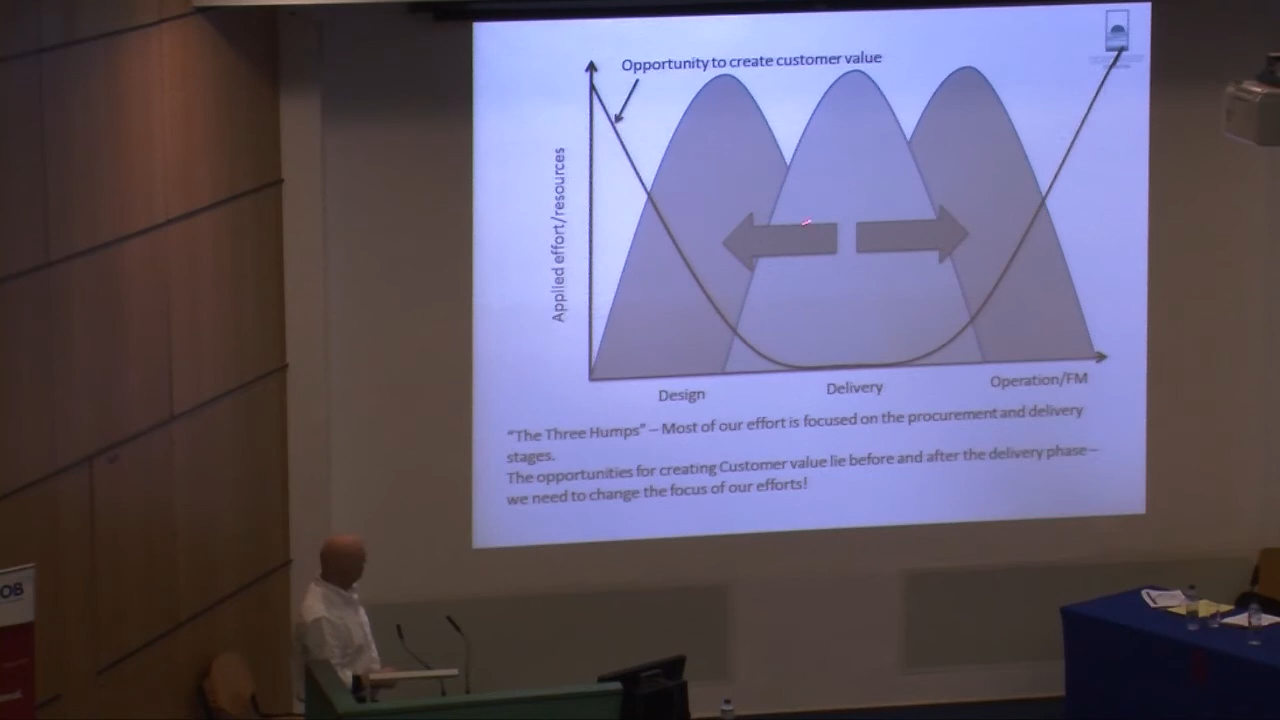 Opportunity to create customer value
Applied effort/resources
Design
Delivery
Operation/FM
“The Three Humps” – Most of our effort is focused on the procurement and delivery
stages.
The opportunities for creating Customer value lie before and after the delivery phase –
we need to change the focus of our efforts!
OB